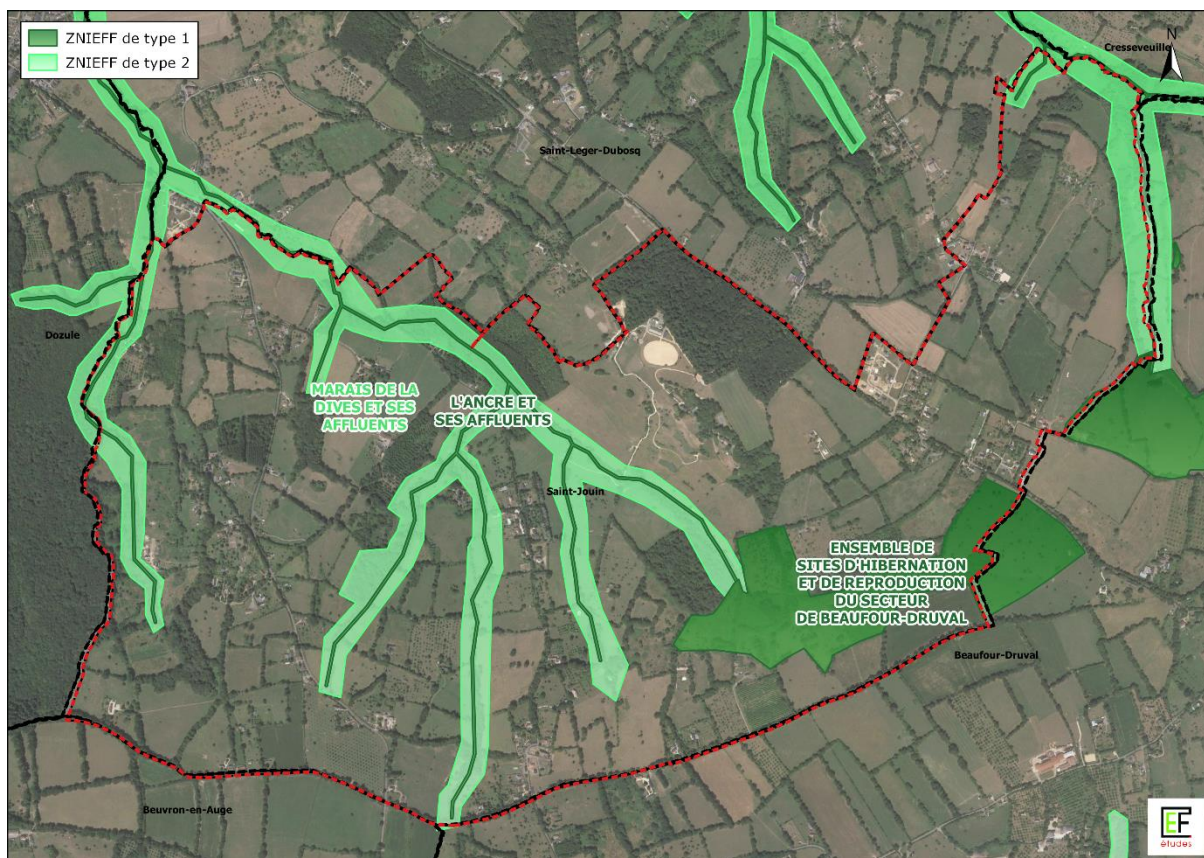 ZNIEFF de type 1
ZNIEFF de type 2
Cresseveuille
N
Saint-Leger-Dubosq
Dozule
MARAIS DE LA
DIVES ET SES
AFFLUENTS
L'ANCRE ET
SES AFFLUENTS
Saint-Jouin
ENSEMBLE DE
SITES D'HIBERNATION
ET DE REPRODUCTION
DU SECTEUR
DE BEAUFOUR-DRUVAL
Beaufour-Druval
Beuvron-en-Auge
EF
études